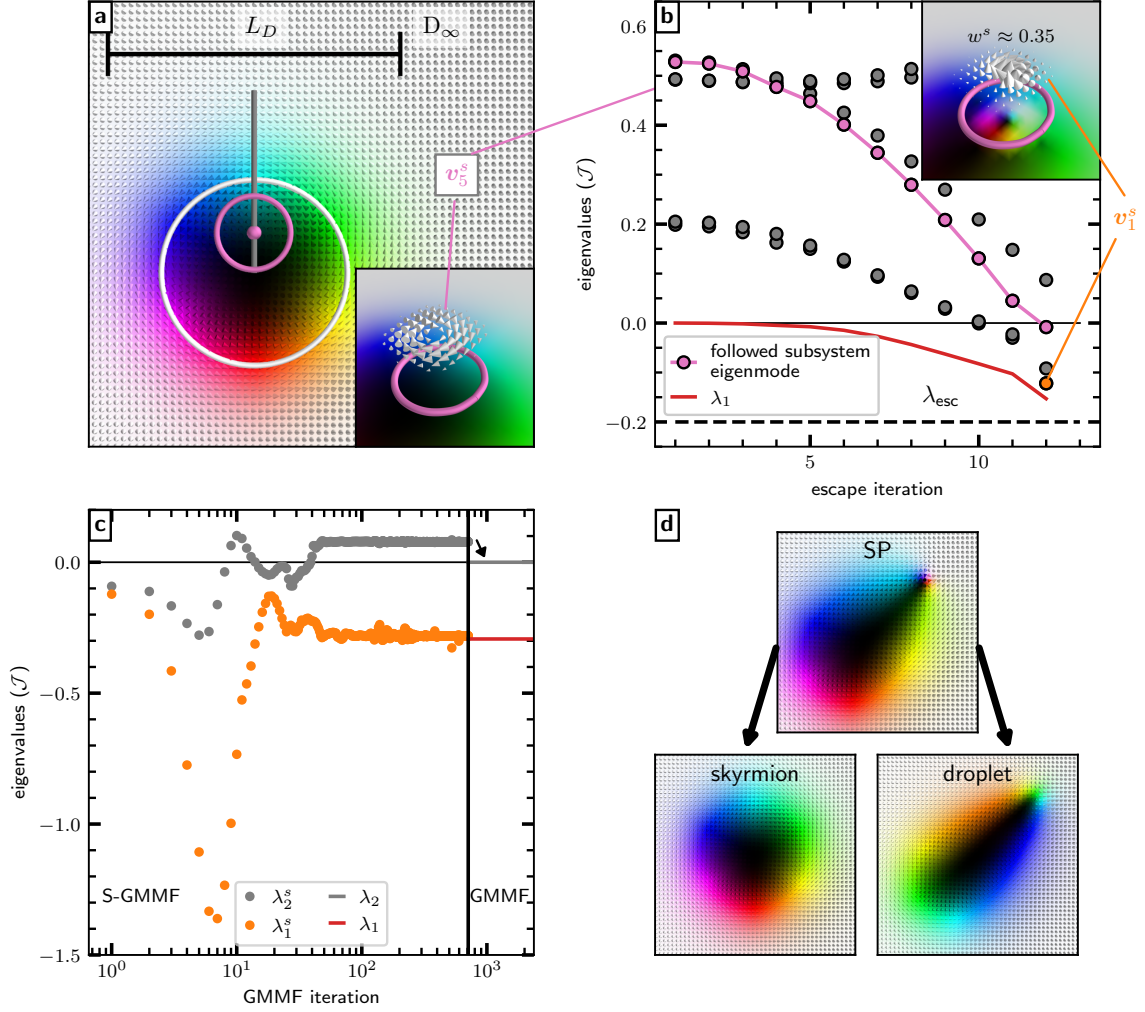 a
L_D
D_∞
v_5^s
b
eigenvalues (𝒥)
0.6
0.4
0.2
0.0
−0.2
w^s ≈ 0.35
v_1^s
followed subsystem
eigenmode
λ_1
λ_esc
5
10
escape iteration
c
eigenvalues (𝒥)
0.0
−0.5
−1.0
−1.5
S-GMMF
GMMF
λ_2^s
λ_1^s
λ_2
λ_1
10^0
10^1
10^2
10^3
GMMF iteration
d
SP
skyrmion
droplet